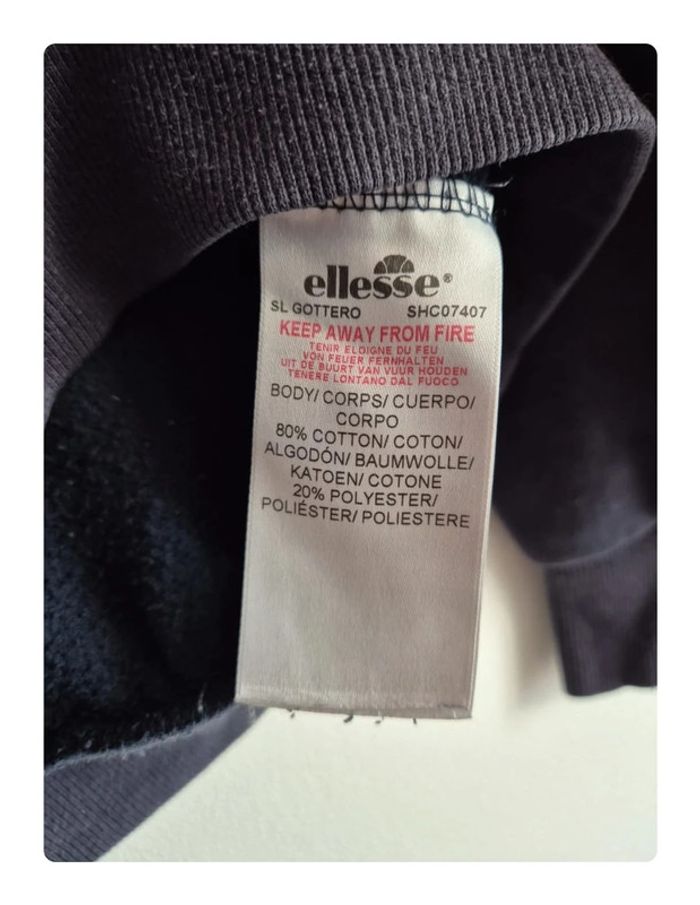 ellesse®
SL GOTTERO SHC07407
KEEP AWAY FROM FIRE
TENIR ELOIGNE DU FEU
VON FEUER FERNHALTEN
UIT DE BUURT VAN VUUR HOUDEN
TENERE LONTANO DAL FUOCO
BODY/ CORPS/ CUERPO/
CORPO
80% COTTON/ COTON/
ALGODÓN/ BAUMWOLLE/
KATOEN/ COTONE
20% POLYESTER/
POLIÉSTER/ POLIESTERE